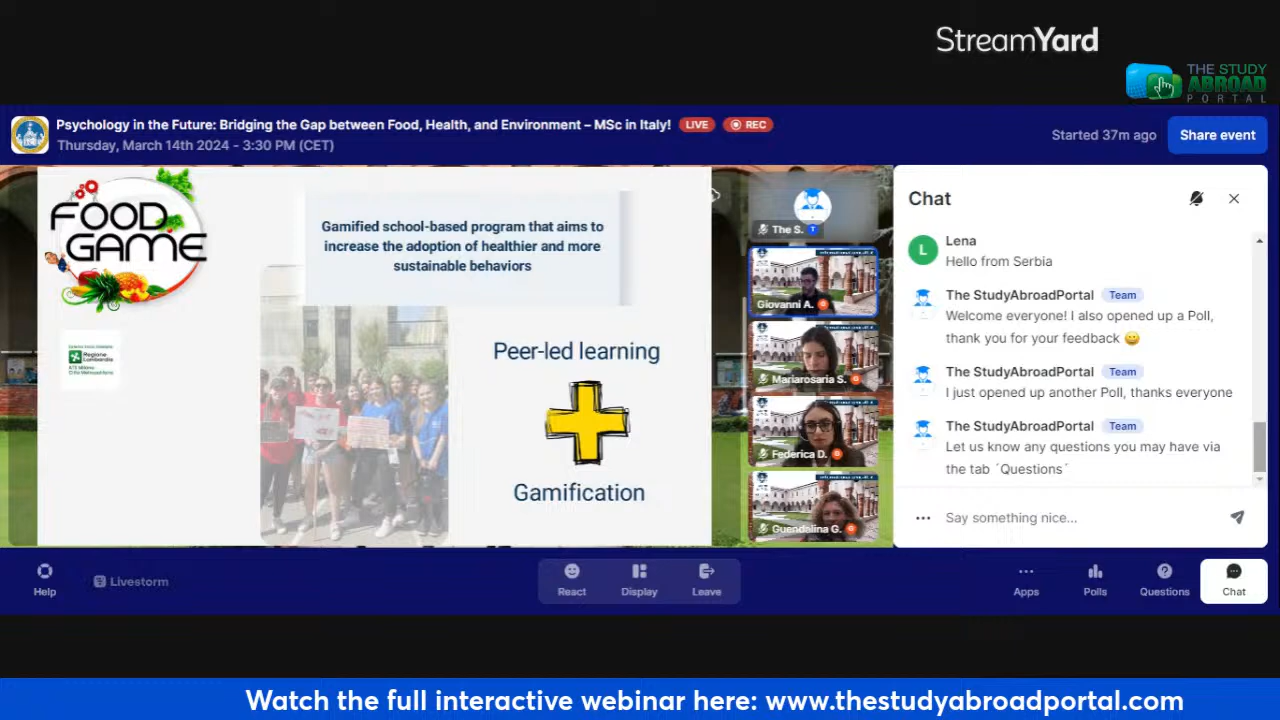 StreamYard
THE STUDY
ABROAD
PORTAL
Psychology in the Future: Bridging the Gap between Food, Health, and Environment – MSc in Italy!
LIVE
REC
Thursday, March 14th 2024 - 3:30 PM (CET)
Started 37m ago
Share event
FOOD
GAME
Gamified school-based program that aims to
increase the adoption of healthier and more
sustainable behaviors
Regione
Lombardia
Peer-led learning
Gamification
The S.
T
Giovanni A.
Mariarosaria S.
Federica D.
Guendalina G.
Chat
L
Lena
Hello from Serbia
The StudyAbroadPortal Team
Welcome everyone! I also opened up a Poll,
thank you for your feedback 😀
The StudyAbroadPortal Team
I just opened up another Poll, thanks everyone
The StudyAbroadPortal Team
Let us know any questions you may have via
the tab ´Questions´
Say something nice...
Help
Livestorm
React
Display
Leave
Apps
Polls
Questions
Chat
Watch the full interactive webinar here: www.thestudyabroadportal.com